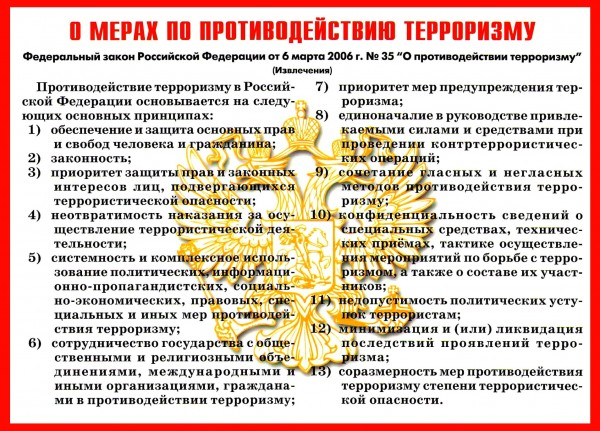 О МЕРАХ ПО ПРОТИВОДЕЙСТВИЮ ТЕРРОРИЗМУ
Федеральный закон Российской Федерации от 6 марта 2006 г. № 35 "О противодействии терроризму"
(Извлечения)
Противодействие терроризму в Россий-
ской Федерации основывается на следу-
ющих основных принципах:
1) обеспечение и защита основных прав
и свобод человека и гражданина;
2) законность;
3) приоритет защиты прав и законных
интересов лиц, подвергающихся
террористической опасности;
4) неотвратимость наказания за осу-
ществление террористической дея-
тельности;
5) системность и комплексное исполь-
зование политических, информаци-
онно-пропагандистских, социаль-
но-экономических, правовых, спе-
циальных и иных мер противодей-
ствия терроризму;
6) сотрудничество государства с обще-
ственными и религиозными объе-
динениями, международными и
иными организациями, граждана-
ми в противодействии терроризму;
7) приоритет мер предупреждения тер-
роризма;
8) единоначалие в руководстве привле-
каемыми силами и средствами при
проведении контртеррористичес-
ких операций;
9) сочетание гласных и негласных
методов противодействия терро-
ризму;
10) конфиденциальность сведений о
специальных средствах, техничес-
ких приёмах, тактике осуществле-
ния мероприятий по борьбе с терро-
ризмом, а также о составе их участ-
ников;
11) недопустимость политических усту-
пок террористам;
12) минимизация и (или) ликвидация
последствий проявлений терро-
ризма;
13) соразмерность мер противодействия
терроризму степени террористичес-
кой опасности.